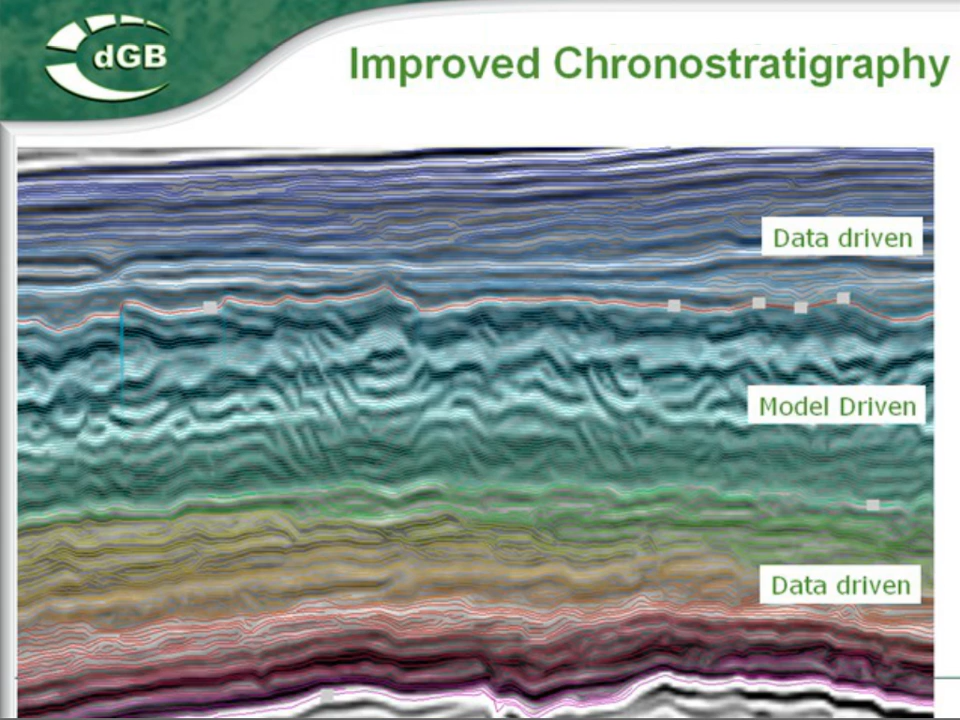 dGB
Improved Chronostratigraphy
Data driven
Model Driven
Data driven